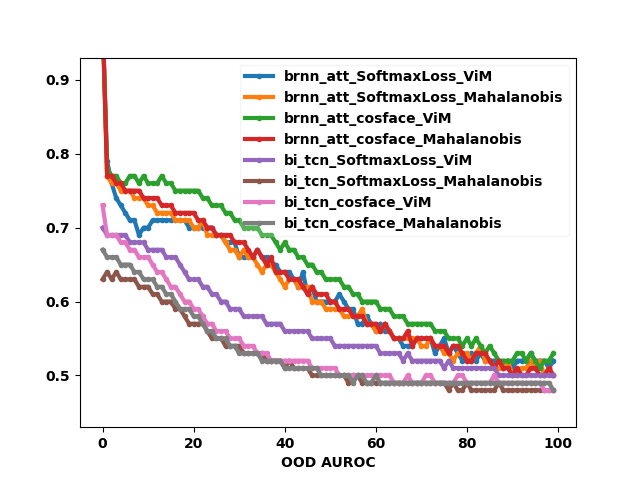 0.9
0.8
0.7
0.6
0.5
brnn_att_SoftmaxLoss_ViM
brnn_att_SoftmaxLoss_Mahalanobis
brnn_att_cosface_ViM
brnn_att_cosface_Mahalanobis
bi_tcn_SoftmaxLoss_ViM
bi_tcn_SoftmaxLoss_Mahalanobis
bi_tcn_cosface_ViM
bi_tcn_cosface_Mahalanobis
0 20 40 60 80 100
OOD AUROC